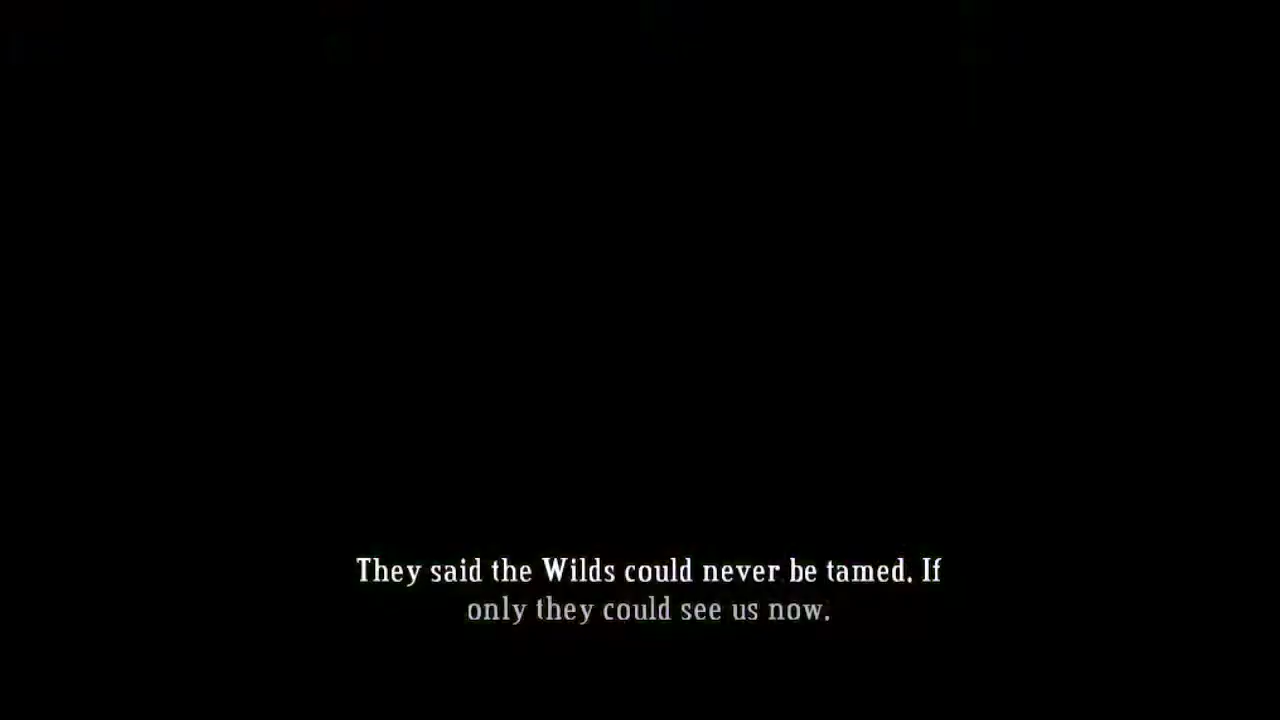 They said the Wilds could never be tamed. If
only they could see us now.